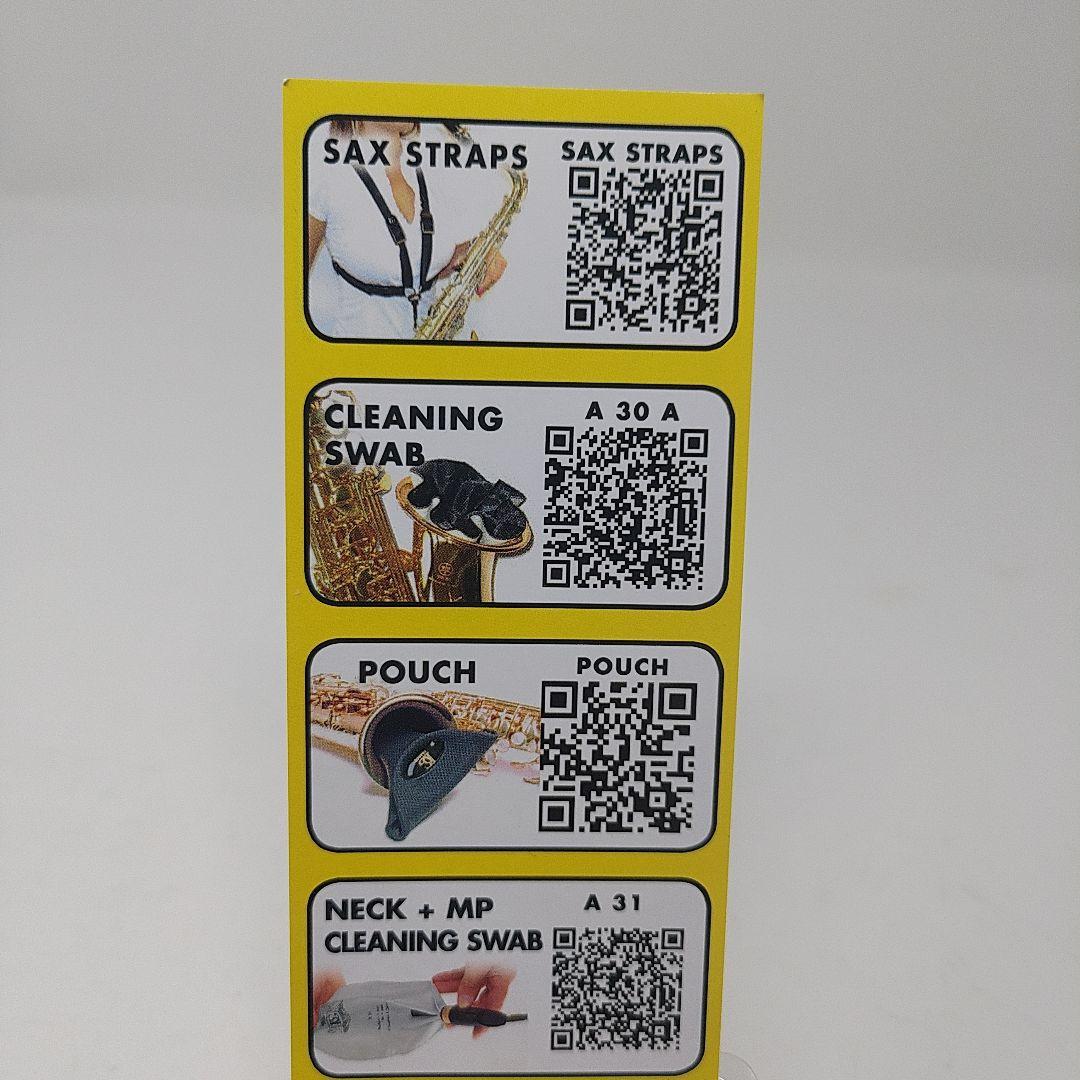 SAX STRAPS
SAX STRAPS
CLEANING
SWAB
A 30 A
POUCH
POUCH
NECK + MP
CLEANING SWAB
A 31